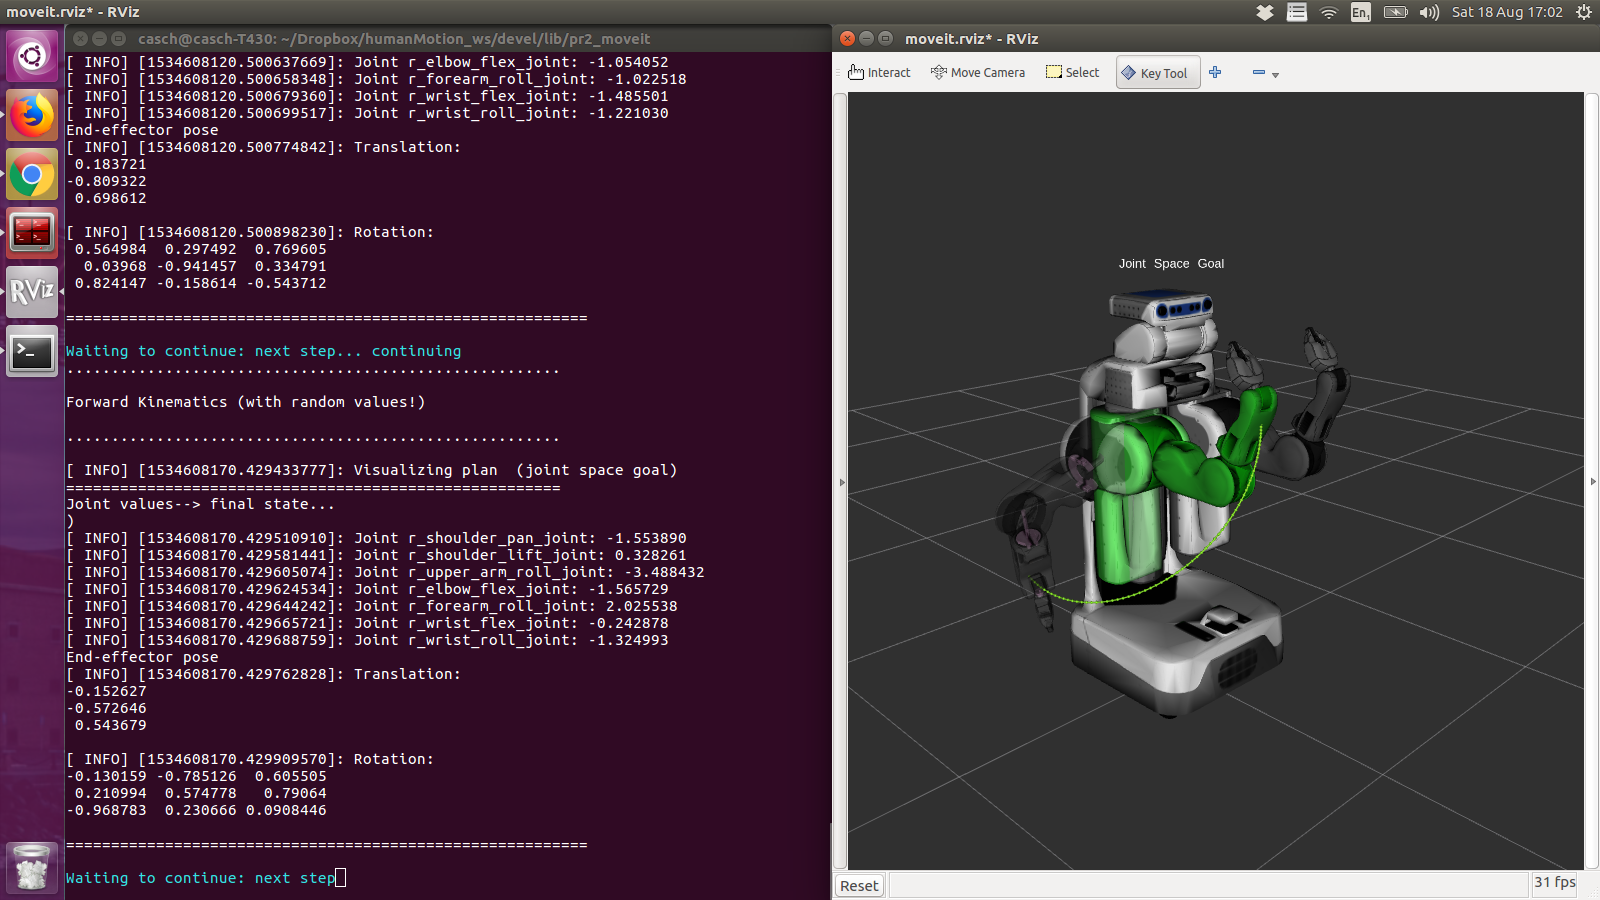 moveit.rviz* - RViz
En1
Sat 18 Aug 17:02
casch@casch-T430: ~/Dropbox/humanMotion_ws/devel/lib/pr2_moveit
[ INFO] [1534608120.500637669]: Joint r_elbow_flex_joint: -1.054052
[ INFO] [1534608120.500658348]: Joint r_forearm_roll_joint: -1.022518
[ INFO] [1534608120.500679360]: Joint r_wrist_flex_joint: -1.485501
[ INFO] [1534608120.500699517]: Joint r_wrist_roll_joint: -1.221030
End-effector pose
[ INFO] [1534608120.500774842]: Translation:
0.183721
-0.809322
0.698612
[ INFO] [1534608120.500898230]: Rotation:
0.564984 0.297492 0.769605
0.03968 -0.941457 0.334791
0.824147 -0.158614 -0.543712
==========================================================
Waiting to continue: next step... continuing
.......................................................
Forward Kinematics (with random values!)
.......................................................
[ INFO] [1534608170.429433777]: Visualizing plan  (joint space goal)
=======================================================
Joint values--> final state...
)
[ INFO] [1534608170.429510910]: Joint r_shoulder_pan_joint: -1.553890
[ INFO] [1534608170.429581441]: Joint r_shoulder_lift_joint: 0.328261
[ INFO] [1534608170.429605074]: Joint r_upper_arm_roll_joint: -3.488432
[ INFO] [1534608170.429624534]: Joint r_elbow_flex_joint: -1.565729
[ INFO] [1534608170.429644242]: Joint r_forearm_roll_joint: 2.025538
[ INFO] [1534608170.429665721]: Joint r_wrist_flex_joint: -0.242878
[ INFO] [1534608170.429688759]: Joint r_wrist_roll_joint: -1.324993
End-effector pose
[ INFO] [1534608170.429762828]: Translation:
-0.152627
-0.572646
0.543679
[ INFO] [1534608170.429909570]: Rotation:
-0.130159 -0.785126 0.605505
0.210994 0.574778 0.79064
-0.968783 0.230666 0.0908446
==========================================================
Waiting to continue: next step
RViz
moveit.rviz* - RViz
Interact
Move Camera
Select
Key Tool
Joint Space Goal
Reset
31 fps